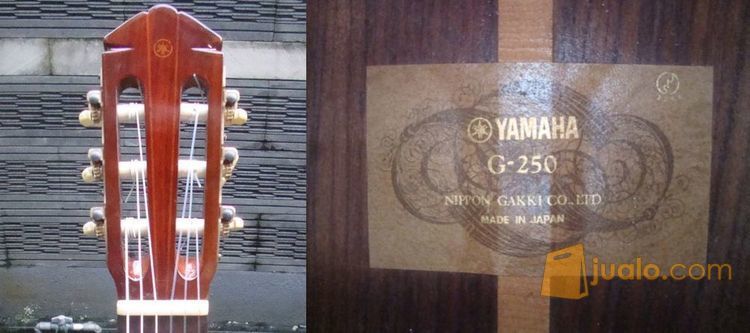 YAMAHA
G-250
NIPPON GAKKI CO., LTD
MADE IN JAPAN
jualo.com